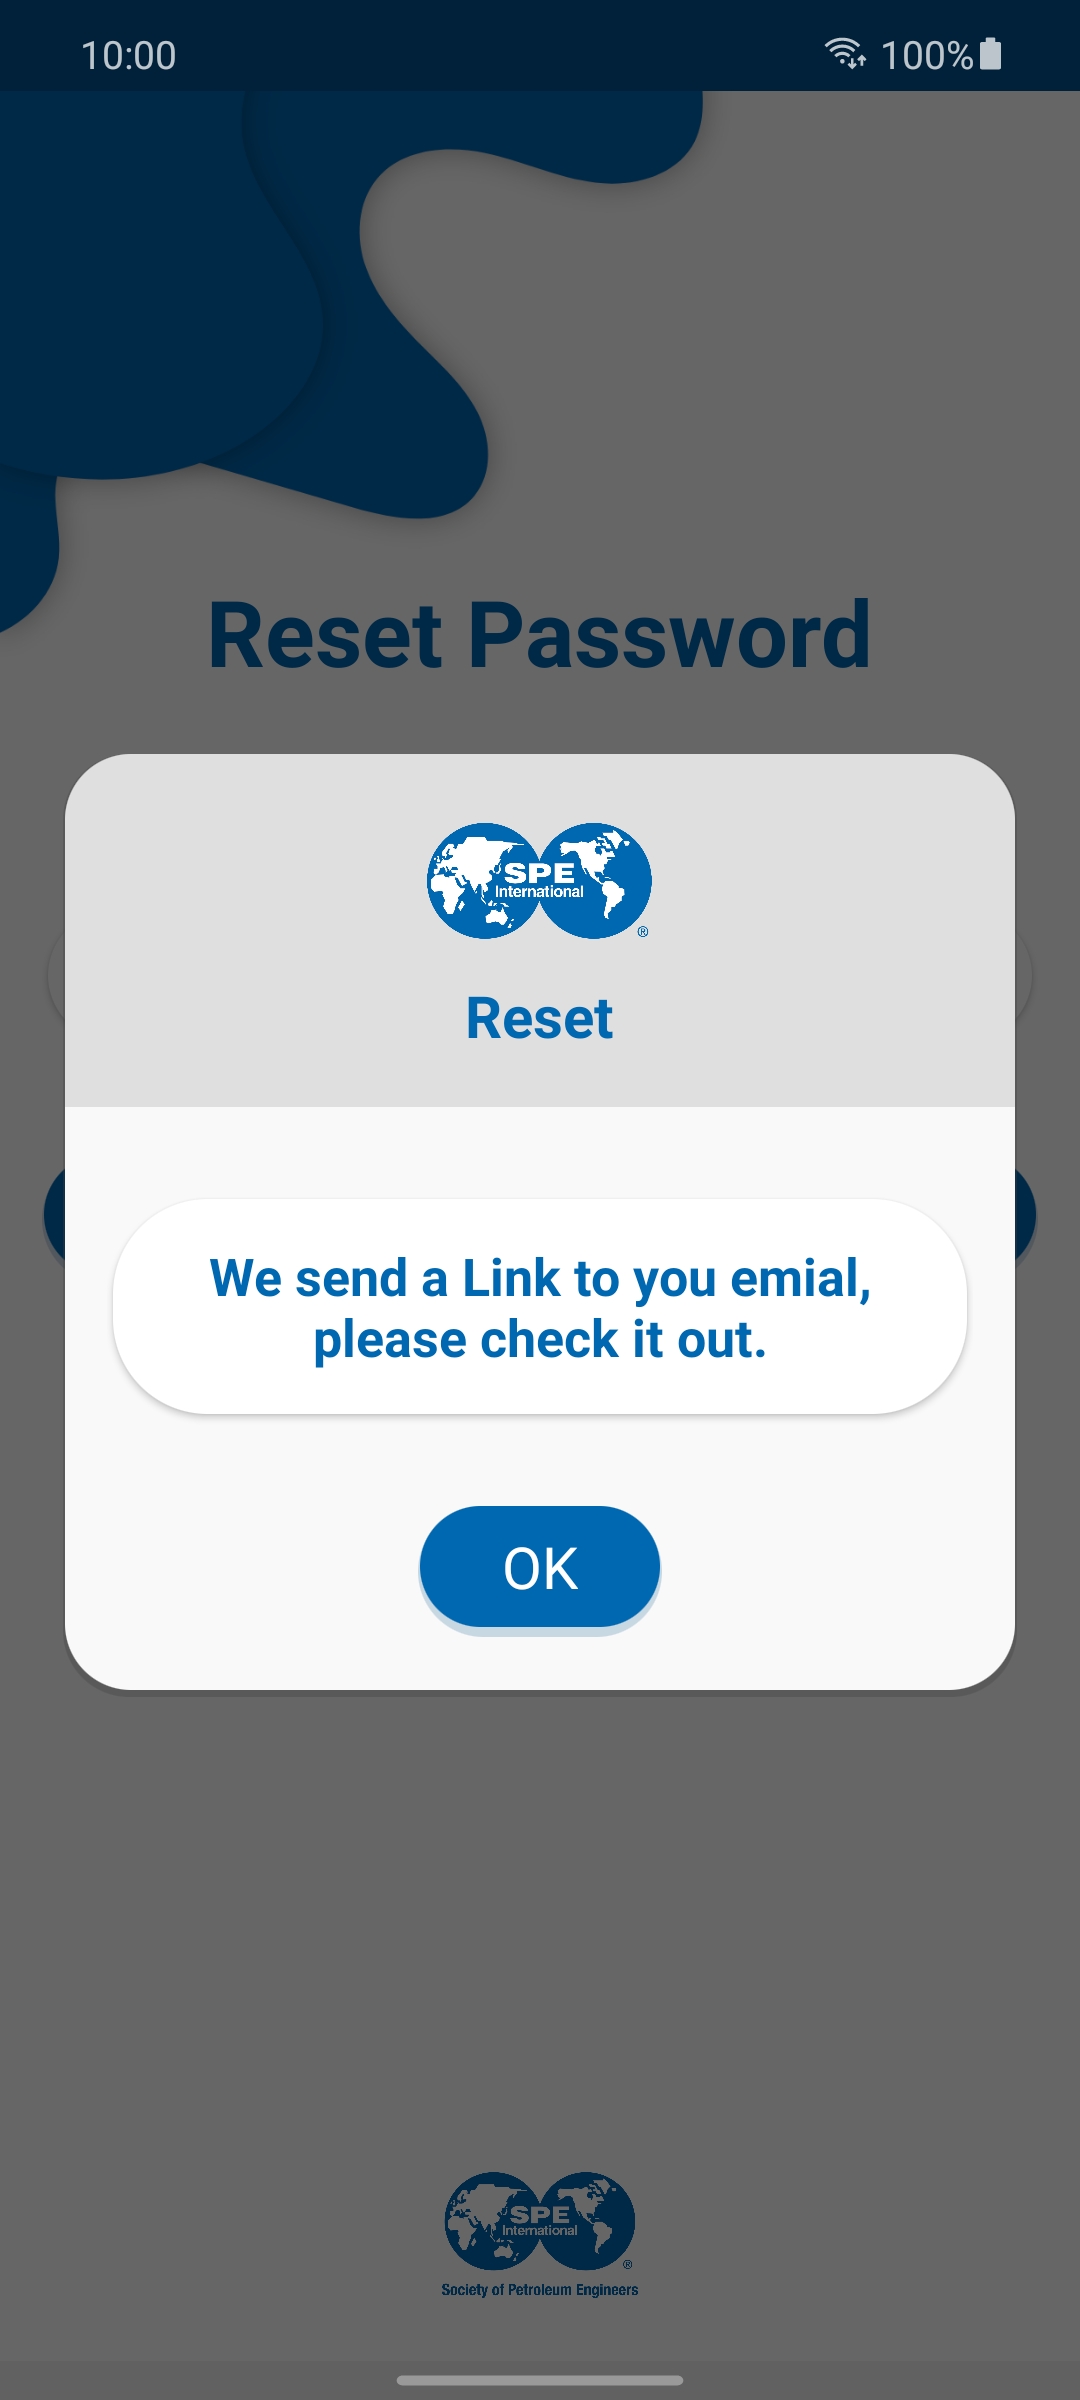 10:00
100%
Reset Password
SPE
International
®
Reset
We send a Link to you emial,
please check it out.
OK
SPE
International
®
Society of Petroleum Engineers